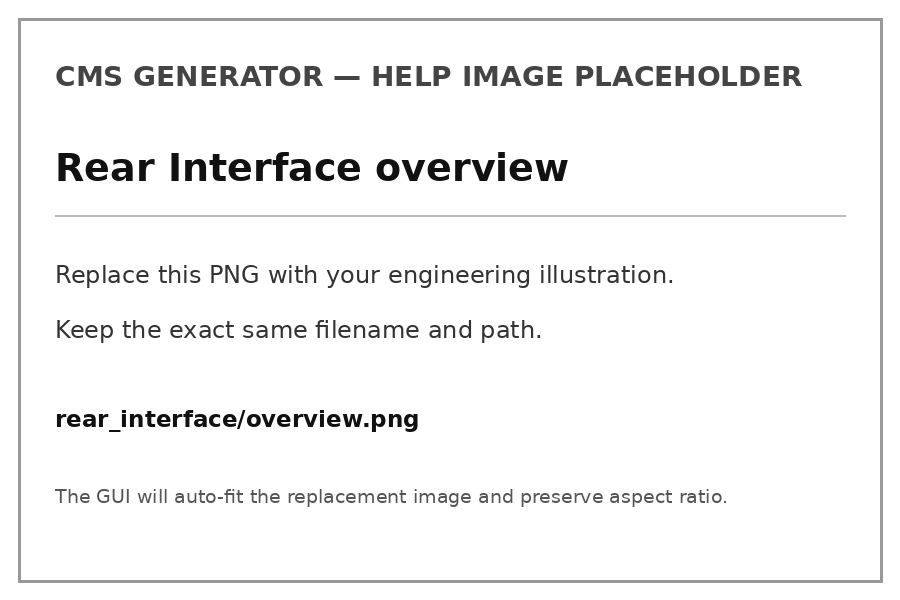 CMS GENERATOR — HELP IMAGE PLACEHOLDER
Rear Interface overview
Replace this PNG with your engineering illustration.
Keep the exact same filename and path.
rear_interface/overview.png
The GUI will auto-fit the replacement image and preserve aspect ratio.